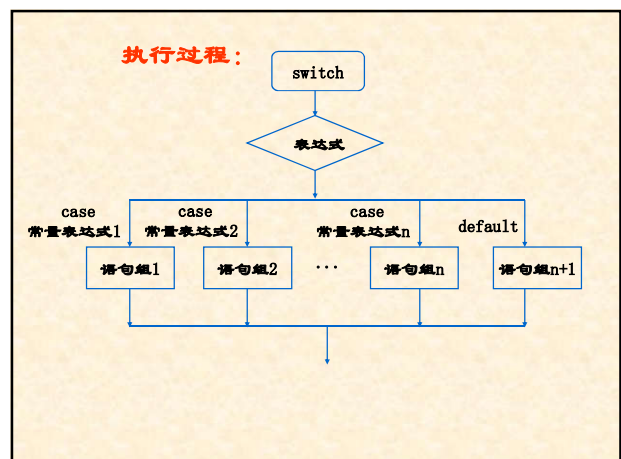 执行过程：
switch
表达式
case
常量表达式1
case
常量表达式2
case
常量表达式n
default
语句组1
语句组2
...
语句组n
语句组n+1